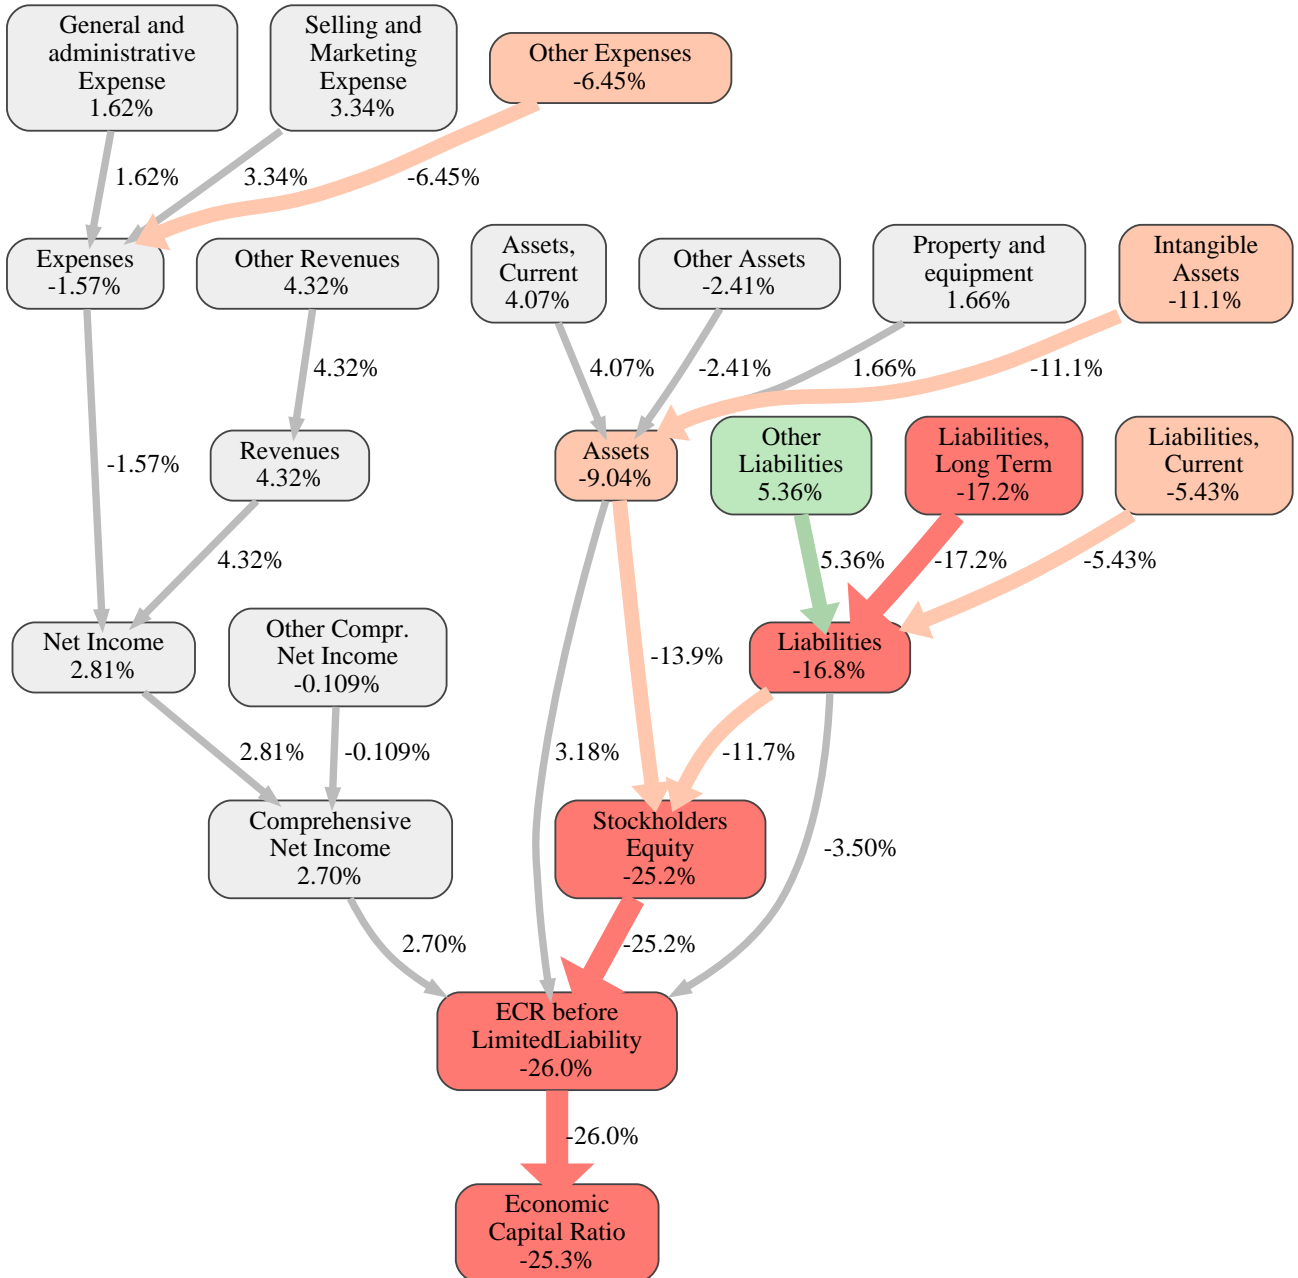 General and
administrative
Expense
1.62%
Selling and
Marketing
Expense
3.34%
Other Expenses
-6.45%
1.62%
3.34%
-6.45%
Expenses
-1.57%
Other Revenues
4.32%
Assets,
Current
4.07%
Other Assets
-2.41%
Property and
equipment
1.66%
Intangible
Assets
-11.1%
4.32%
4.07%
-2.41%
1.66%
-11.1%
-1.57%
Revenues
4.32%
Assets
-9.04%
Other
Liabilities
5.36%
Liabilities,
Long Term
-17.2%
Liabilities,
Current
-5.43%
4.32%
5.36%
-17.2%
-5.43%
Net Income
2.81%
Other Compr.
Net Income
-0.109%
-13.9%
Liabilities
-16.8%
2.81%
-0.109%
3.18%
-11.7%
Comprehensive
Net Income
2.70%
Stockholders
Equity
-25.2%
-3.50%
2.70%
-25.2%
ECR before
LimitedLiability
-26.0%
-26.0%
Economic
Capital Ratio
-25.3%